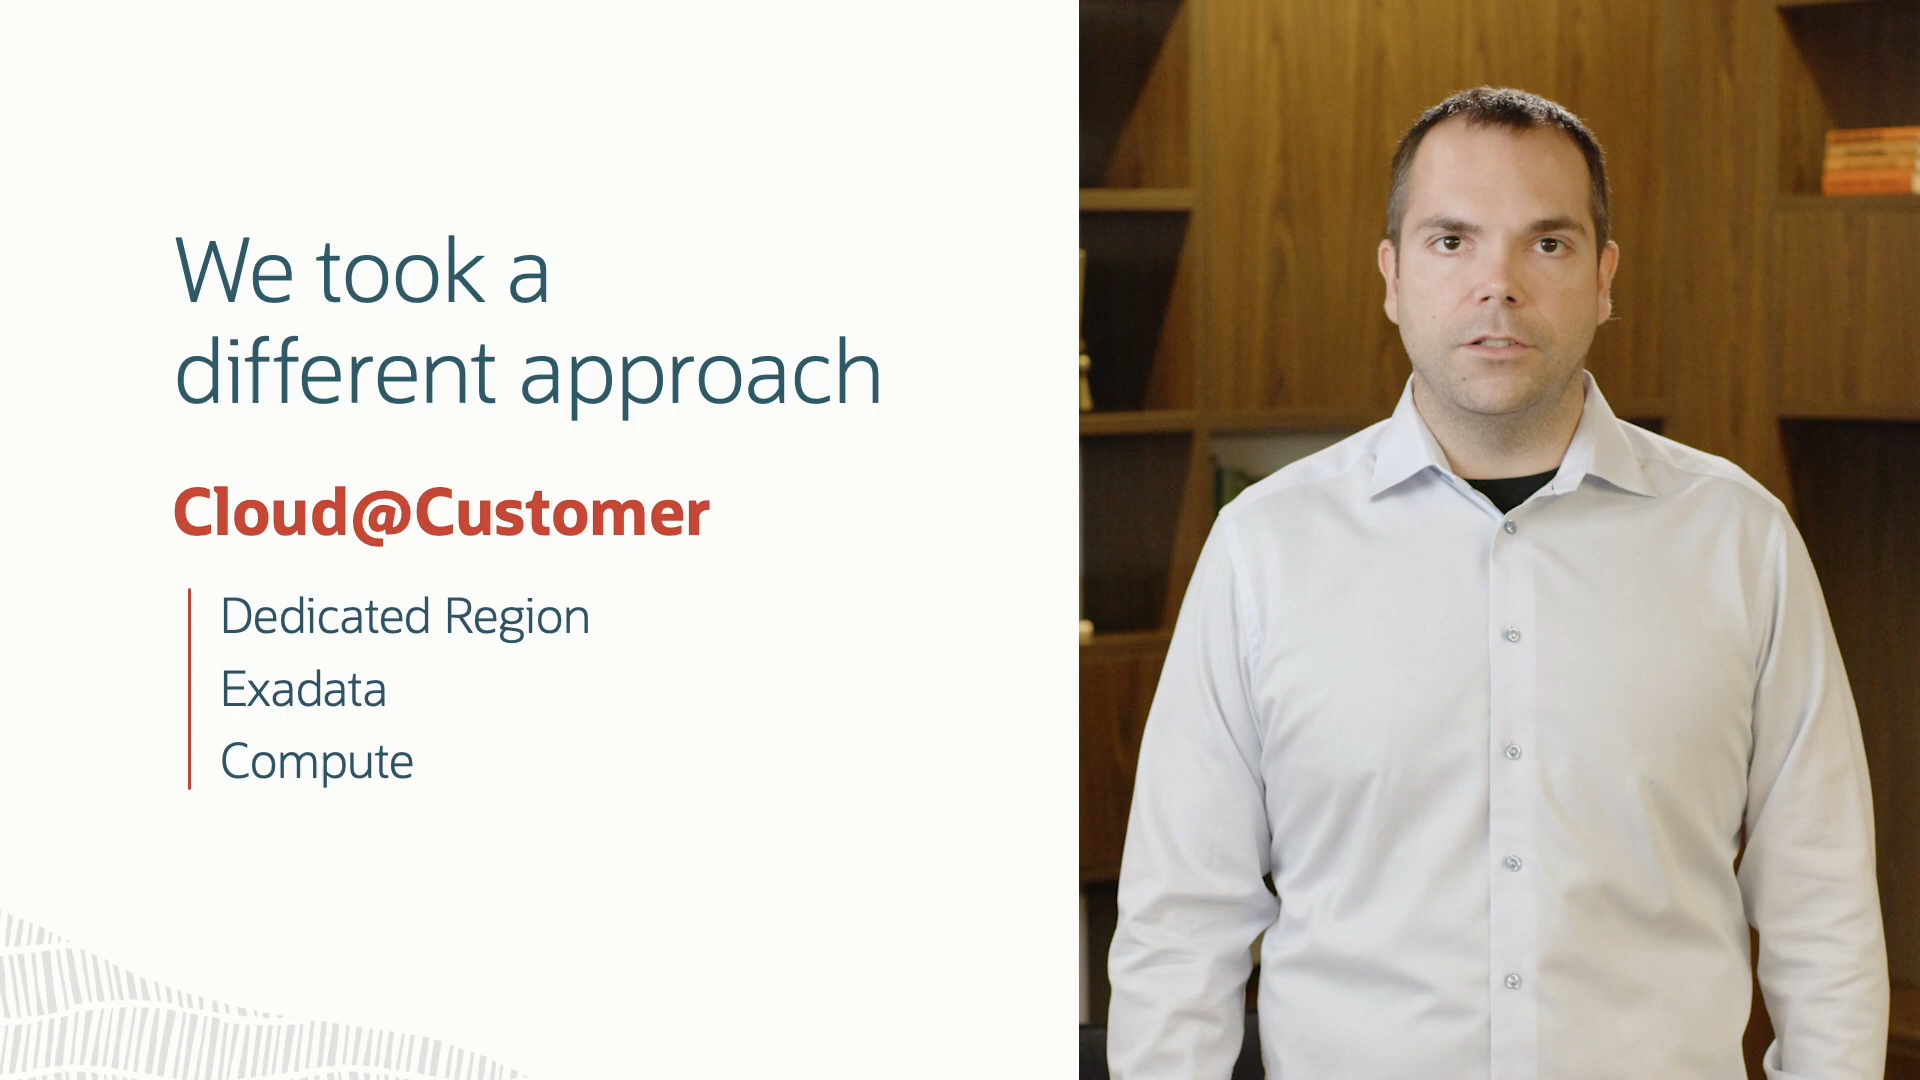 We took a
different approach
Cloud@Customer
Dedicated Region
Exadata
Compute